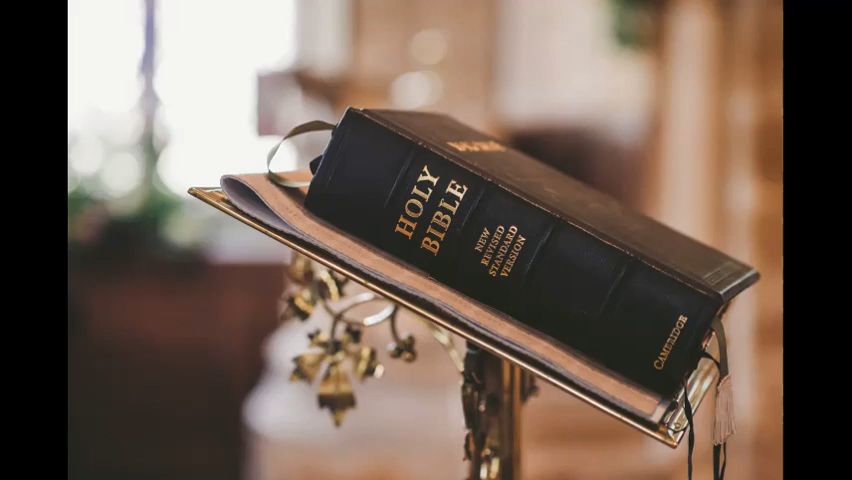 HOLY
BIBLE
NEW
REVISED
STANDARD
VERSION
CAMBRIDGE